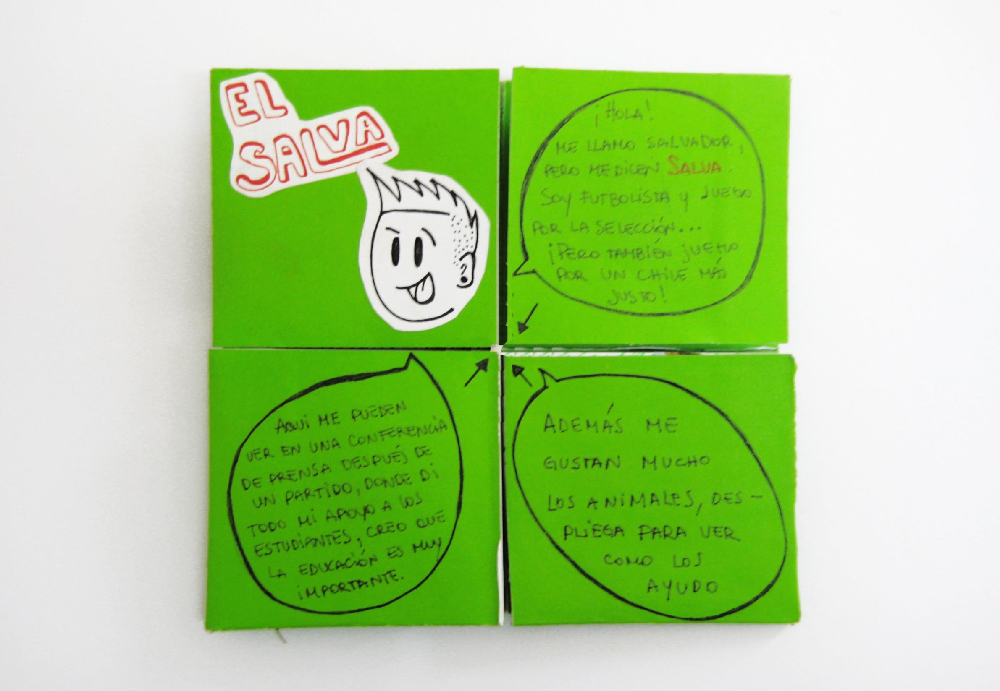 EL
SALVA
¡HOLA!
ME LLAMO SALVADOR,
PERO ME DICEN SALVA.
SOY FUTBOLISTA Y JUEGO
POR LA SELECCIÓN...
¡PERO TAMBIÉN JUEGO
POR UN CHILE MÁS
JUSTO!
AQUI ME PUEDEN
VER EN UNA CONFERENCIA
DE PRENSA DESPUÉS DE
UN PARTIDO, DONDE DI
TODO MI APOYO A LOS
ESTUDIANTES, CREO QUE
LA EDUCACIÓN ES MUY
IMPORTANTE.
ADEMÁS ME
GUSTAN MUCHO
LOS ANIMALES, DES-
PLIEGA PARA VER
COMO LOS
AYUDO